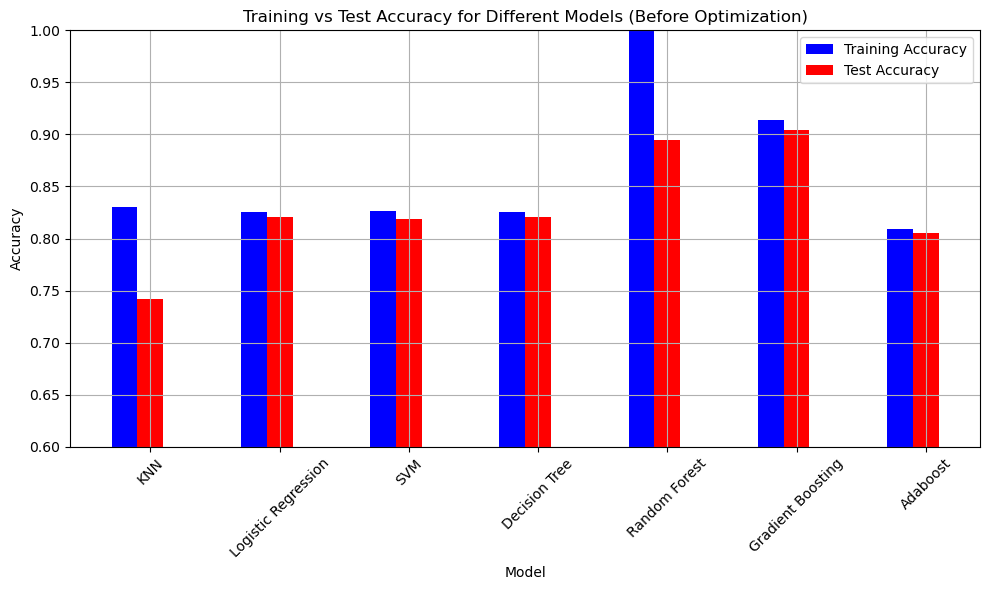 Training vs Test Accuracy for Different Models (Before Optimization)
Training Accuracy
Test Accuracy
Accuracy
1.00
0.95
0.90
0.85
0.80
0.75
0.70
0.65
0.60
KNN
Logistic Regression
SVM
Decision Tree
Random Forest
Gradient Boosting
Adaboost
Model